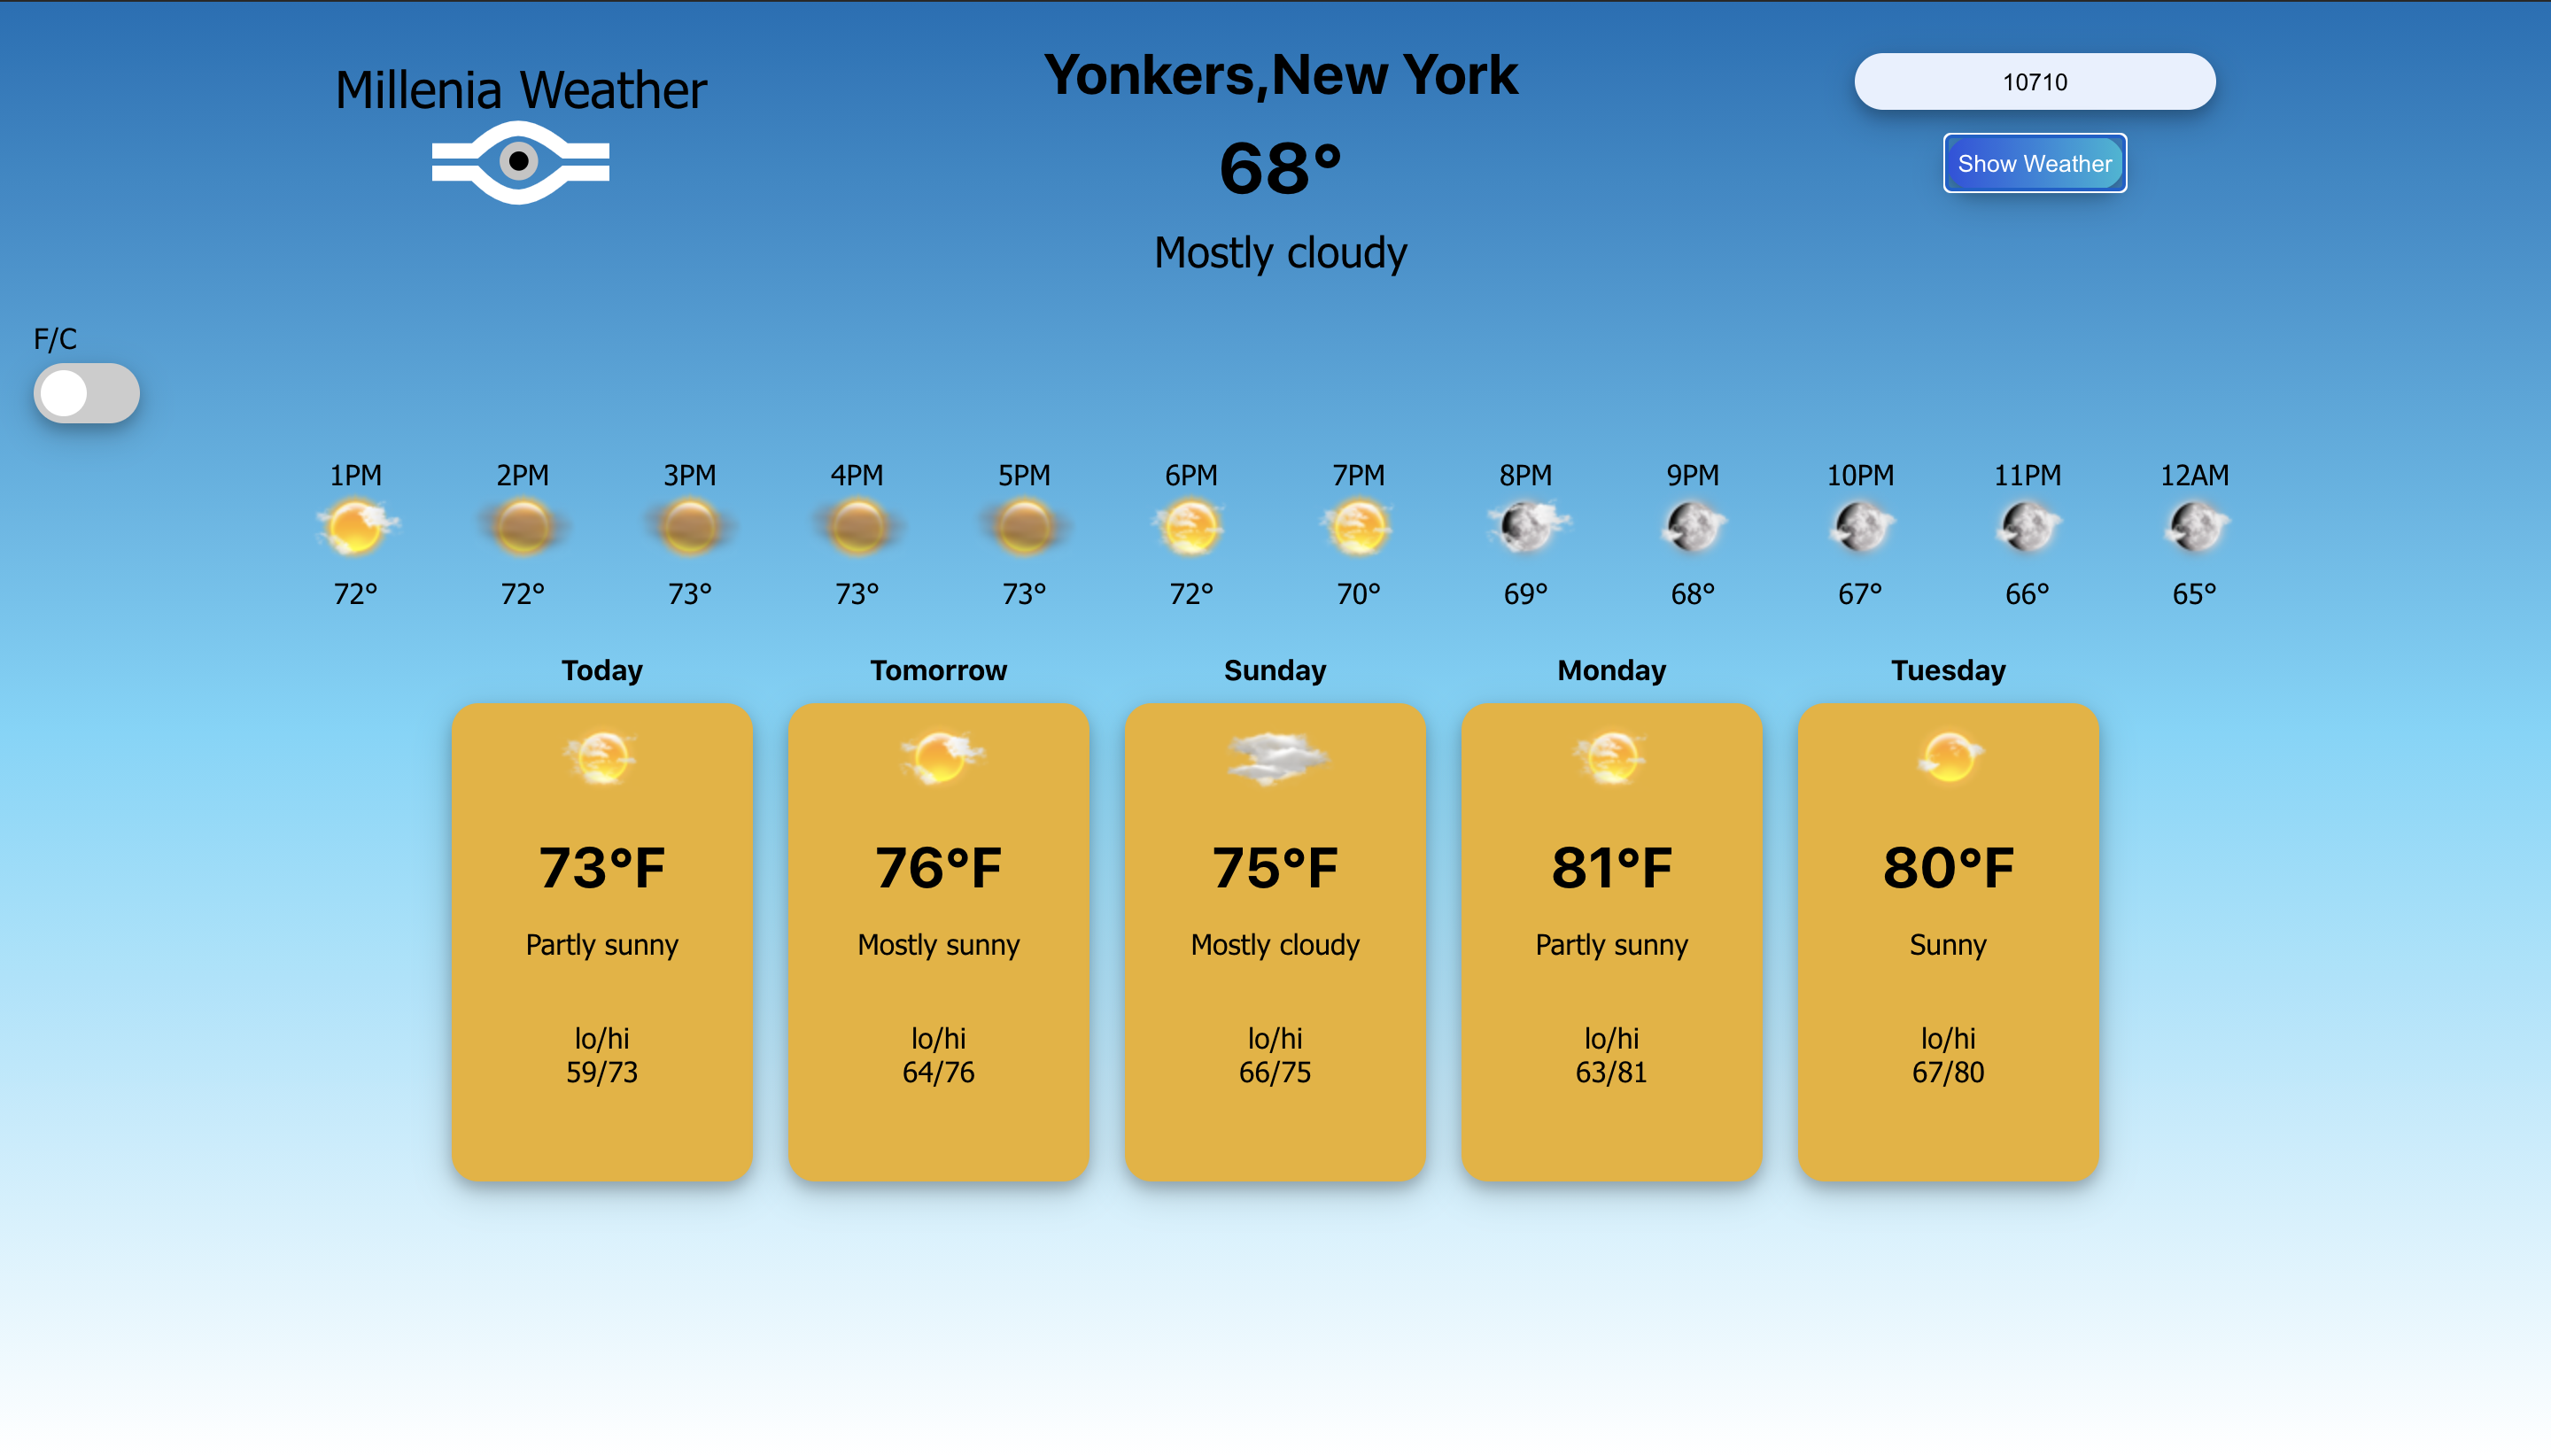 Millenia Weather
Yonkers,New York
68°
Mostly cloudy
10710
Show Weather
F/C
1PM 2PM 3PM 4PM 5PM 6PM 7PM 8PM 9PM 10PM 11PM 12AM
72° 72° 73° 73° 73° 72° 70° 69° 68° 67° 66° 65°
Today
73°F
Partly sunny
lo/hi
59/73
Tomorrow
76°F
Mostly sunny
lo/hi
64/76
Sunday
75°F
Mostly cloudy
lo/hi
66/75
Monday
81°F
Partly sunny
lo/hi
63/81
Tuesday
80°F
Sunny
lo/hi
67/80